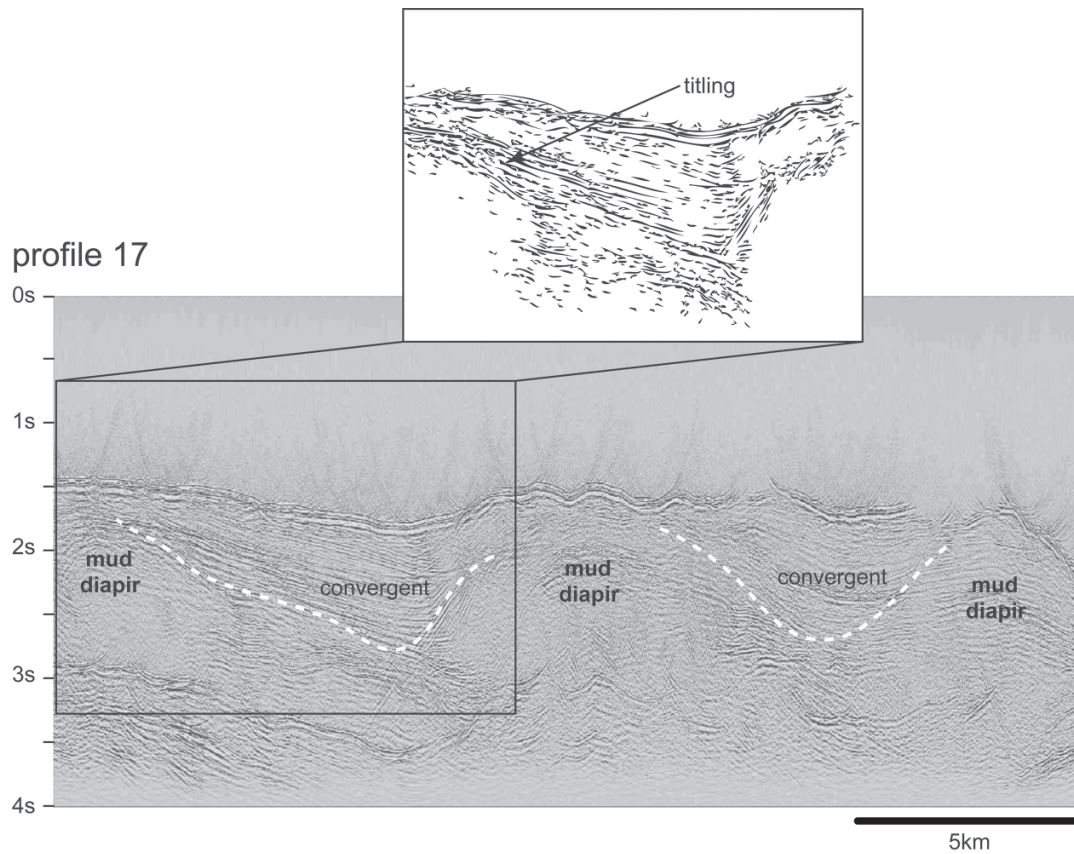 titling
profile 17
0s
1s
2s
3s
4s
mud
diapir
convergent
mud
diapir
convergent
mud
diapir
5km